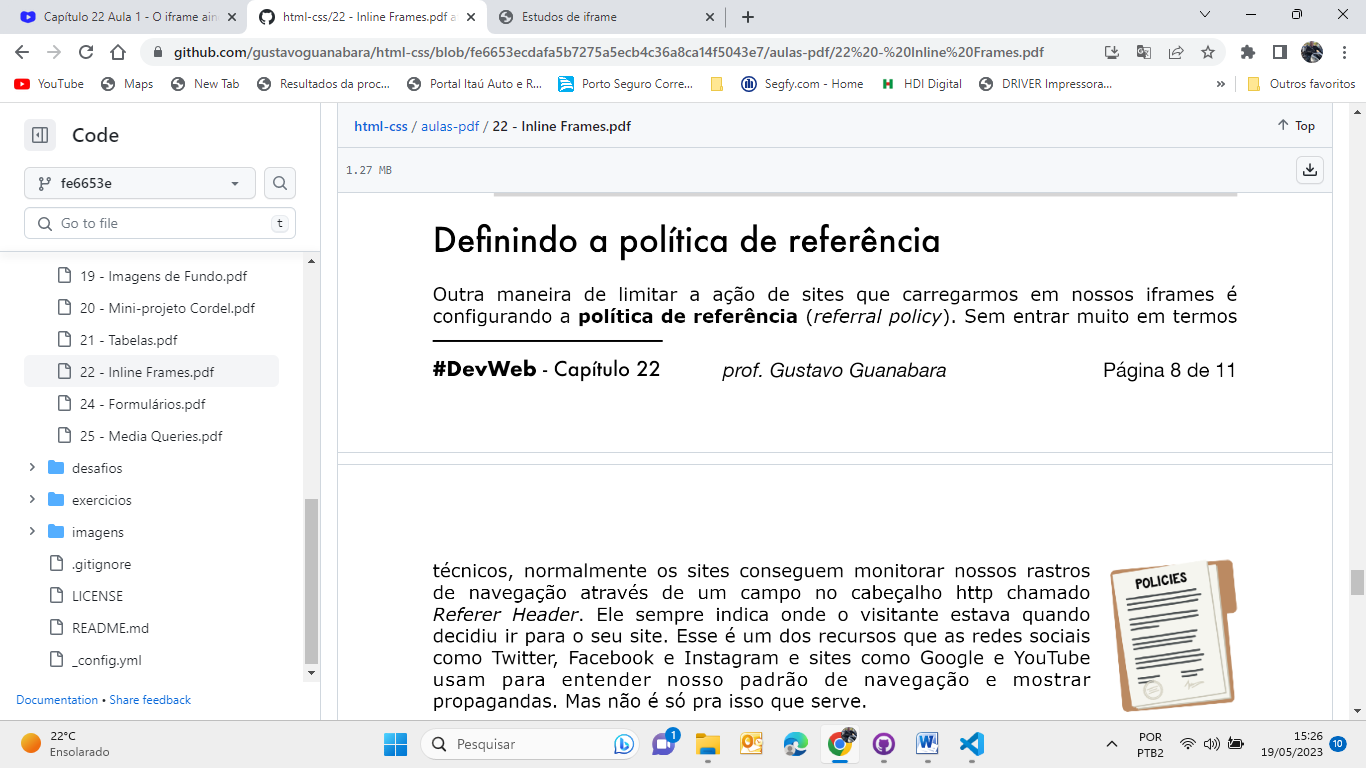 Capítulo 22 Aula 1 - O iframe ain
html-css/22 - Inline Frames.pdf a
Estudos de iframe
github.com/gustavoguanabara/html-css/blob/fe6653ecdafa5b7275a5ecb4c36a8ca14f5043e7/aulas-pdf/22%20-%20Inline%20Frames.pdf
YouTube
Maps
New Tab
Resultados da proc...
Portal Itaú Auto e R...
Porto Seguro Corre...
Segfy.com - Home
HDI Digital
DRIVER Impressora...
»
Outros favoritos
Code
fe6653e
Go to file
t
19 - Imagens de Fundo.pdf
20 - Mini-projeto Cordel.pdf
21 - Tabelas.pdf
22 - Inline Frames.pdf
24 - Formulários.pdf
25 - Media Queries.pdf
desafios
exercicios
imagens
.gitignore
LICENSE
README.md
_config.yml
Documentation • Share feedback
html-css / aulas-pdf / 22 - Inline Frames.pdf
Top
1.27 MB
Definindo a política de referência
Outra maneira de limitar a ação de sites que carregarmos em nossos iframes é
configurando a política de referência (referral policy). Sem entrar muito em termos
#DevWeb - Capítulo 22
prof. Gustavo Guanabara
Página 8 de 11
técnicos, normalmente os sites conseguem monitorar nossos rastros
de navegação através de um campo no cabeçalho http chamado
Referer Header. Ele sempre indica onde o visitante estava quando
decidiu ir para o seu site. Esse é um dos recursos que as redes sociais
como Twitter, Facebook e Instagram e sites como Google e YouTube
usam para entender nosso padrão de navegação e mostrar
propagandas. Mas não é só pra isso que serve.
POLICIES
22°C
Ensolarado
Pesquisar
1
POR
PTB2
15:26
19/05/2023
10